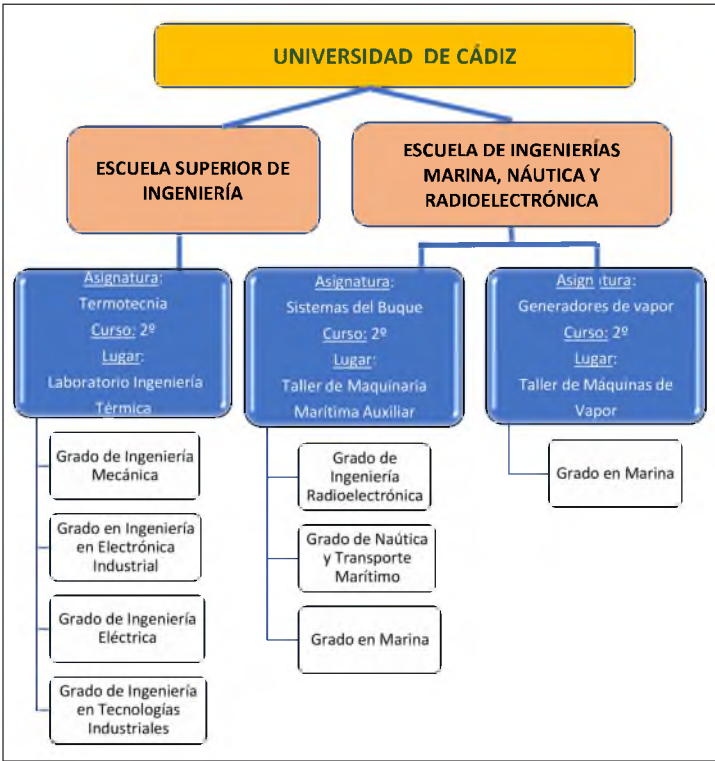 UNIVERSIDAD DE CÁDIZ
ESCUELA SUPERIOR DE
INGENIERÍA
ESCUELA DE INGENIERÍAS
MARINA, NÁUTICA Y
RADIOELECTRÓNICA
Asignatura:
Termotecnia
Curso: 2º
Lugar:
Laboratorio Ingeniería
Térmica
Grado de Ingeniería
Mecánica
Grado en Ingeniería
en Electrónica
Industrial
Grado de Ingeniería
Eléctrica
Grado de Ingeniería
en Tecnologías
Industriales
Asignatura:
Sistemas del Buque
Curso: 2º
Lugar:
Taller de Maquinaria
Marítima Auxiliar
Grado de
Ingeniería
Radioelectrónica
Grado de Naútica
y Transporte
Marítimo
Grado en Marina
Asignatura:
Generadores de vapor
Curso: 2º
Lugar:
Taller de Máquinas de
Vapor
Grado en Marina